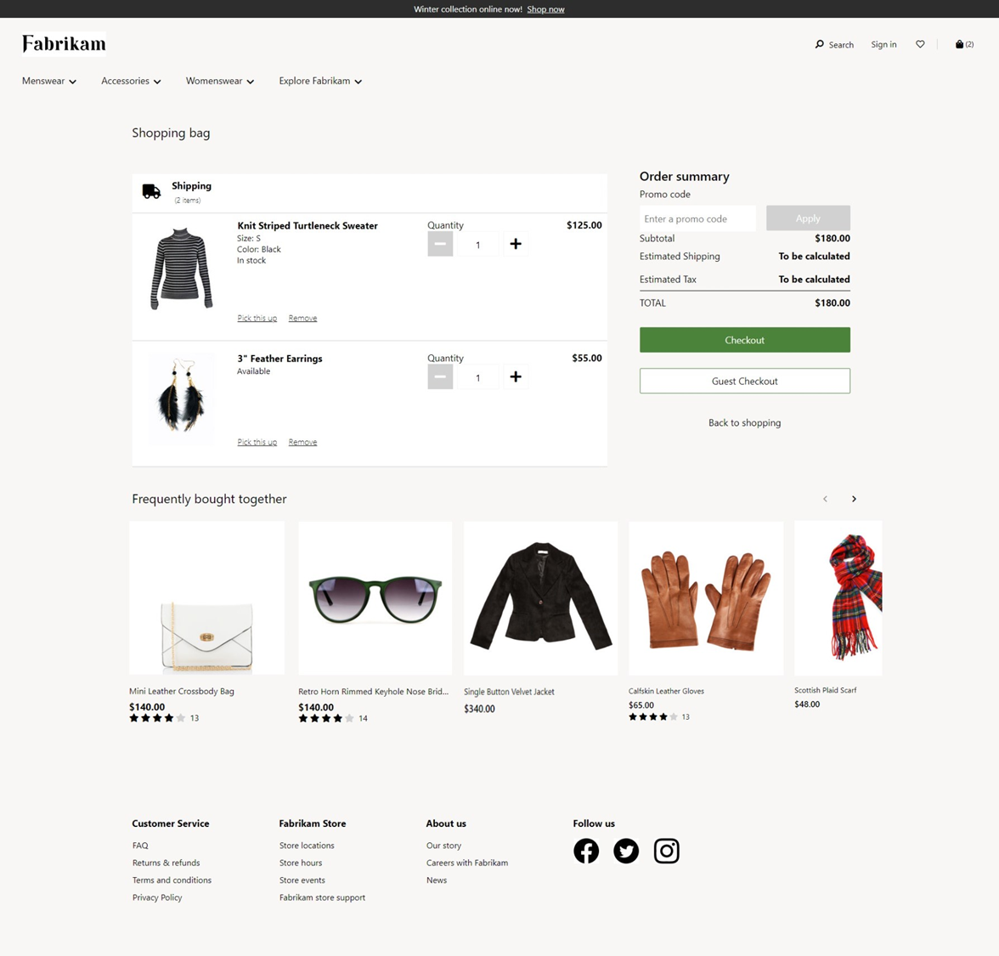 Winter collection online now! Shop now
Fabrikam
Search Sign in (2)
Menswear Accessories Womenswear Explore Fabrikam
Shopping bag
Shipping
(2 items)
Knit Striped Turtleneck Sweater
Size: S
Color: Black
In stock
Quantity
1
$125.00
Pick this up Remove
3" Feather Earrings
Available
Quantity
1
$55.00
Pick this up Remove
Order summary
Promo code
Enter a promo code Apply
Subtotal $180.00
Estimated Shipping To be calculated
Estimated Tax To be calculated
TOTAL $180.00
Checkout
Guest Checkout
Back to shopping
Frequently bought together
Mini Leather Crossbody Bag
$140.00
13
Retro Horn Rimmed Keyhole Nose Brid...
$140.00
14
Single Button Velvet Jacket
$340.00
Calfskin Leather Gloves
$65.00
13
Scottish Plaid Scarf
$48.00
Customer Service
FAQ
Returns & refunds
Terms and conditions
Privacy Policy
Fabrikam Store
Store locations
Store hours
Store events
Fabrikam store support
About us
Our story
Careers with Fabrikam
News
Follow us